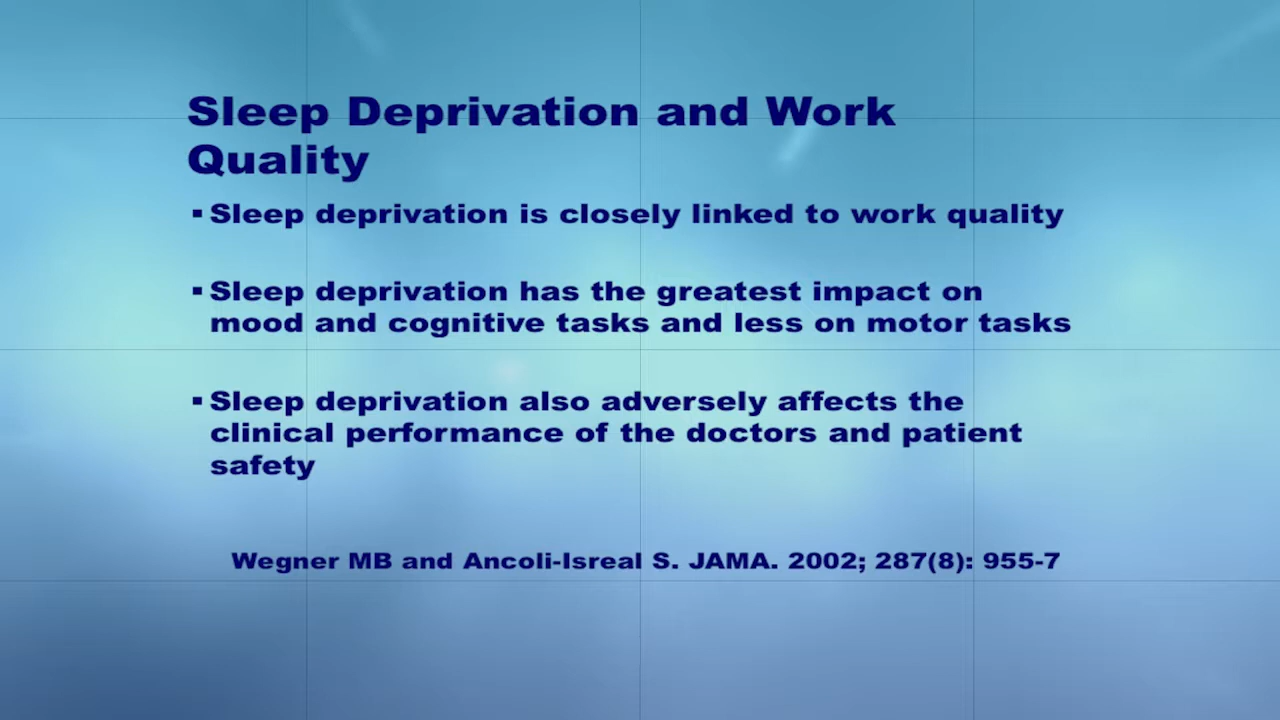 Sleep Deprivation and Work
Quality
▪ Sleep deprivation is closely linked to work quality
▪ Sleep deprivation has the greatest impact on
mood and cognitive tasks and less on motor tasks
▪ Sleep deprivation also adversely affects the
clinical performance of the doctors and patient
safety
Wegner MB and Ancoli-Isreal S. JAMA. 2002; 287(8): 955-7